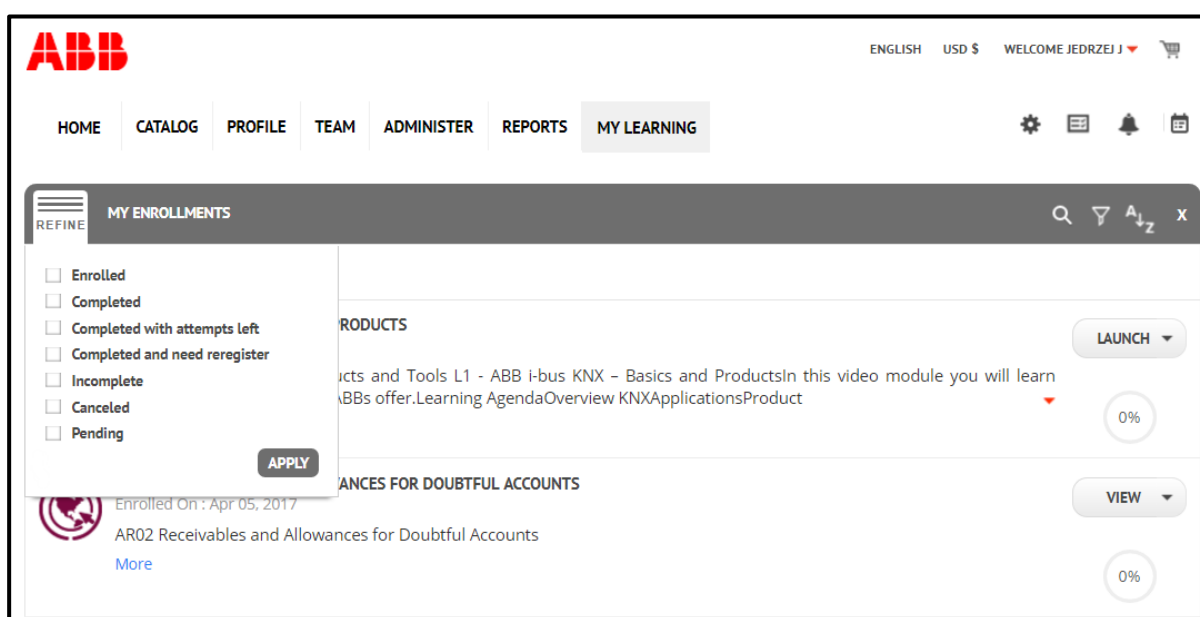 ABB
ENGLISH USD $ WELCOME JEDRZEJ J
HOME CATALOG PROFILE TEAM ADMINISTER REPORTS MY LEARNING
REFINE MY ENROLLMENTS A Z X
Enrolled
Completed
Completed with attempts left
Completed and need reregister
Incomplete
Canceled
Pending
APPLY
RODUCTS
LAUNCH
ucts and Tools L1 - ABB i-bus KNX – Basics and ProductsIn this video module you will learn
ABBs offer.Learning AgendaOverview KNXApplicationsProduct
0%
ANCES FOR DOUBTFUL ACCOUNTS
VIEW
Enrolled On : Apr 05, 2017
AR02 Receivables and Allowances for Doubtful Accounts
More
0%